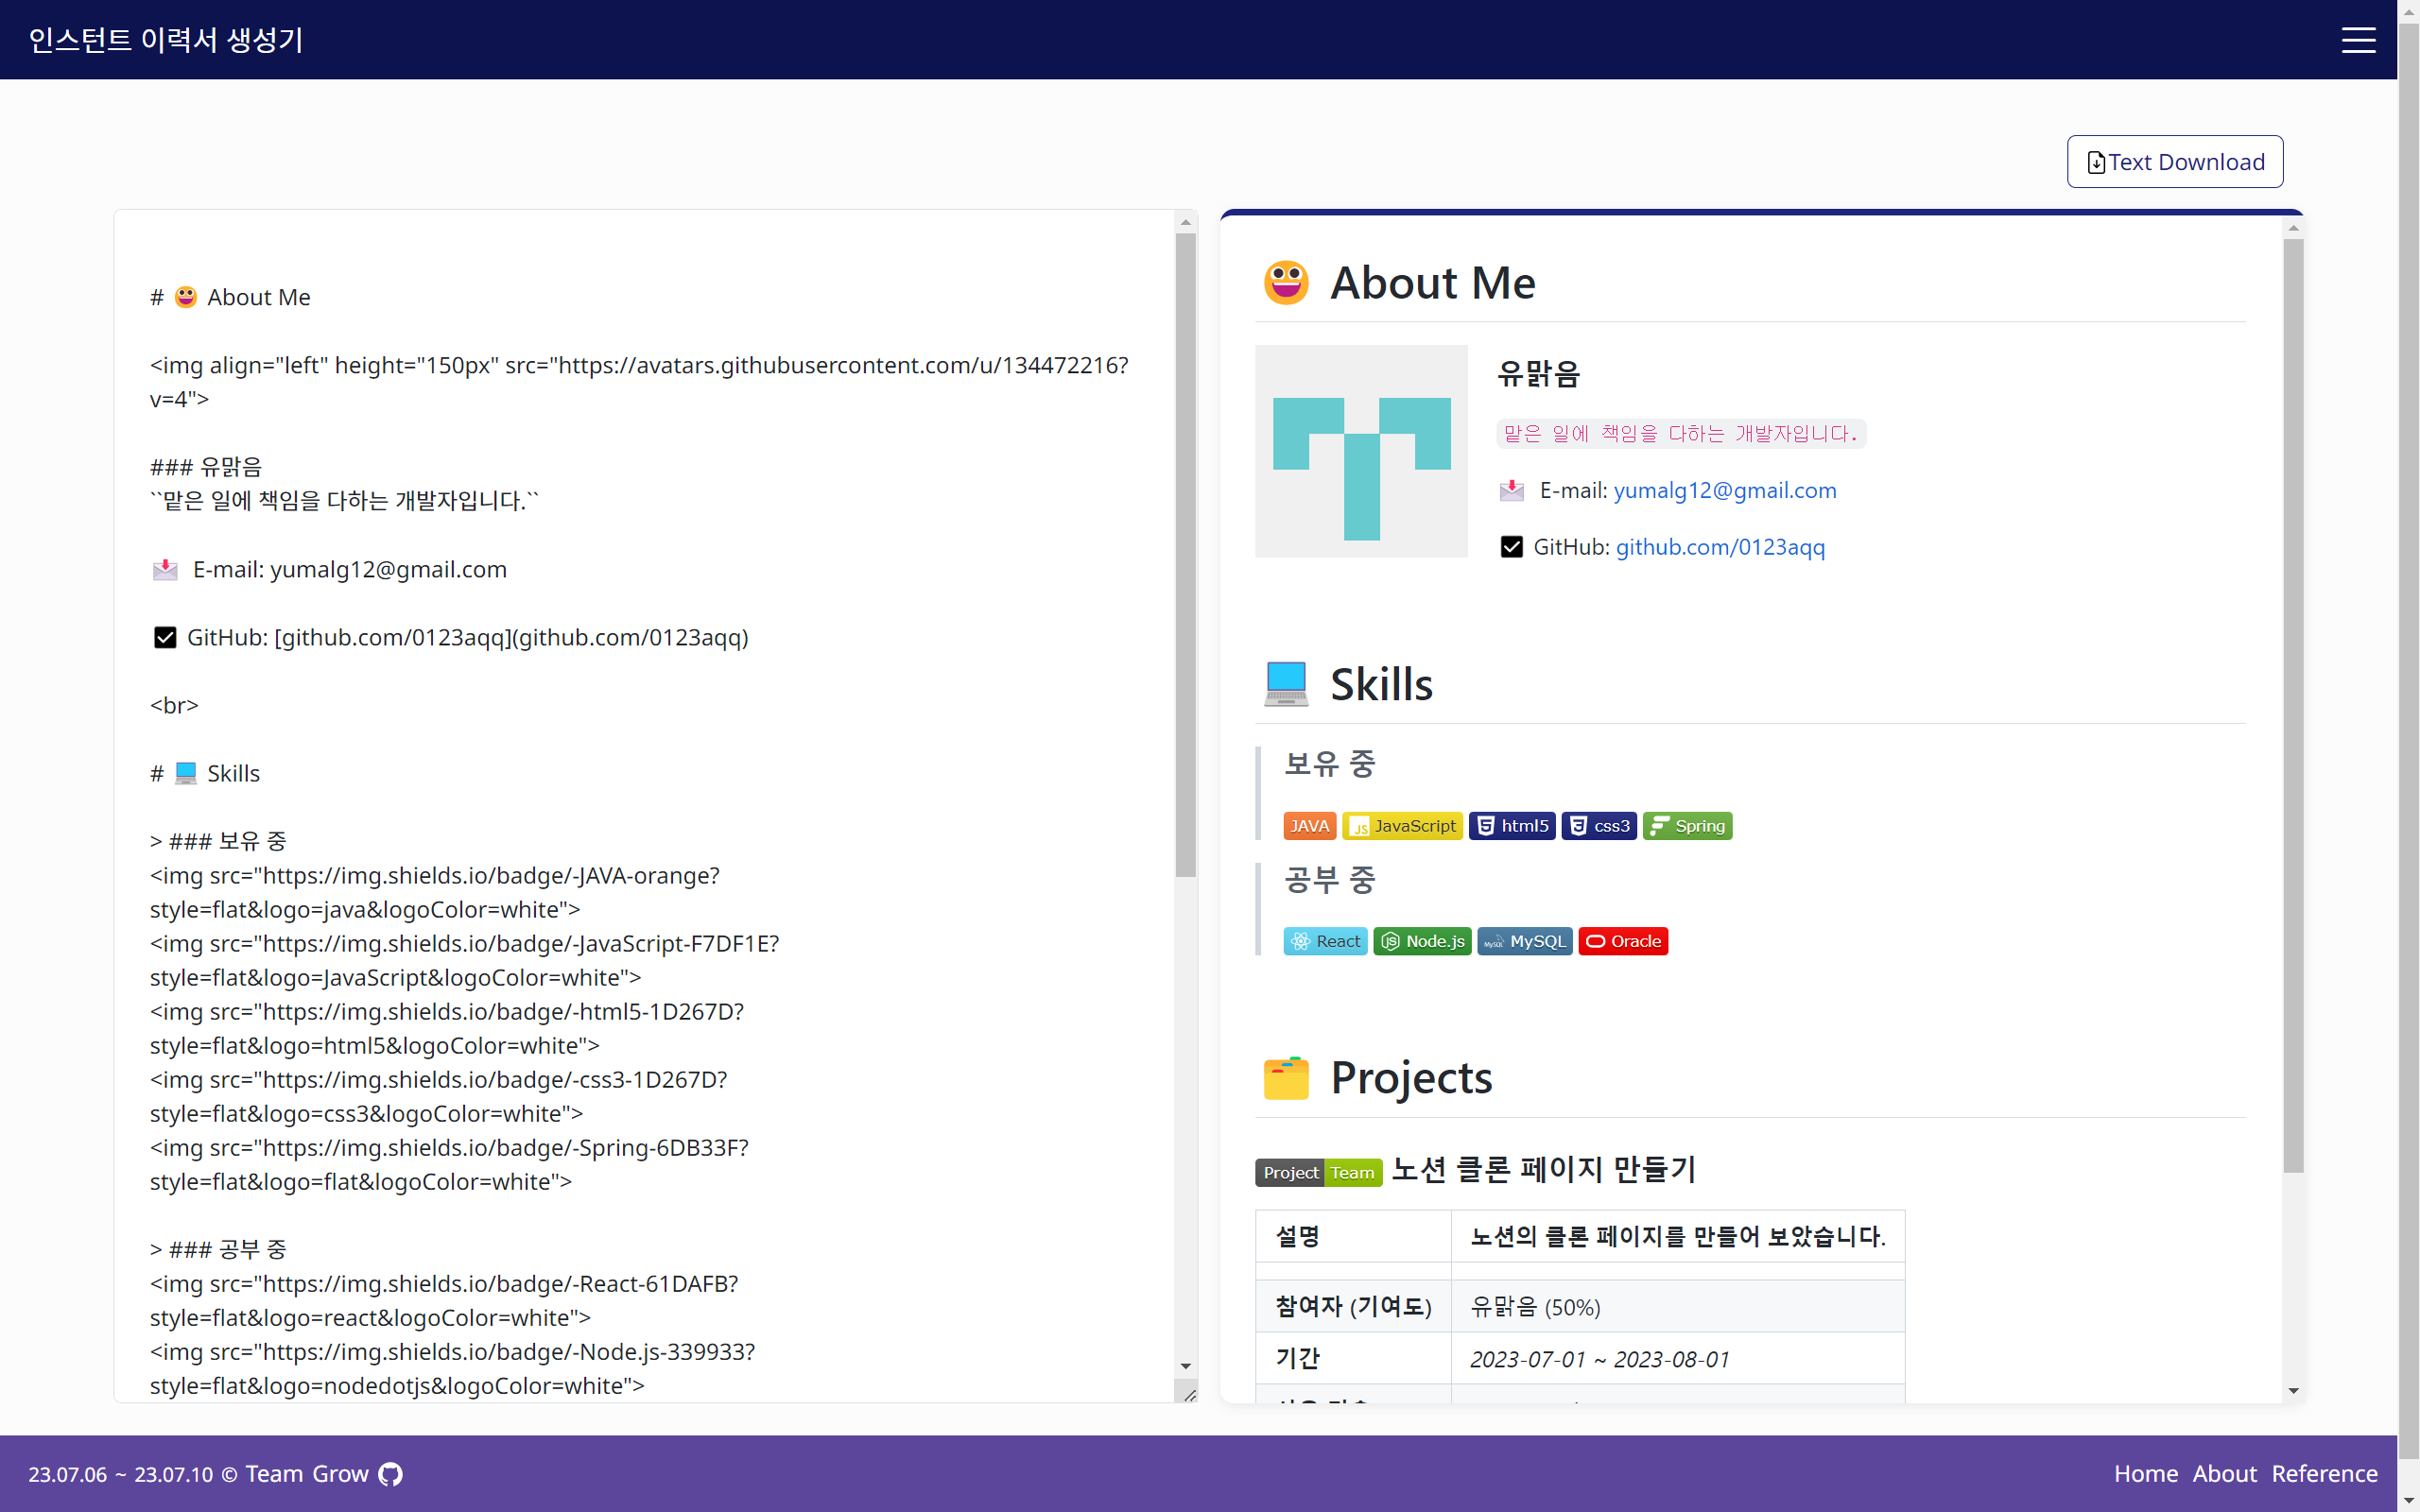 인스턴트 이력서 생성기
Text Download
# 😀 About Me
<img align="left" height="150px" src="https://avatars.githubusercontent.com/u/134472216?
v=4">
### 유맑음
``맡은 일에 책임을 다하는 개발자입니다.``
📩 E-mail: yumalg12@gmail.com
☑ GitHub: [github.com/0123aqq](github.com/0123aqq)
<br>
# 💻 Skills
> ### 보유 중
<img src="https://img.shields.io/badge/-JAVA-orange?
style=flat&logo=java&logoColor=white">
<img src="https://img.shields.io/badge/-JavaScript-F7DF1E?
style=flat&logo=JavaScript&logoColor=white">
<img src="https://img.shields.io/badge/-html5-1D267D?
style=flat&logo=html5&logoColor=white">
<img src="https://img.shields.io/badge/-css3-1D267D?
style=flat&logo=css3&logoColor=white">
<img src="https://img.shields.io/badge/-Spring-6DB33F?
style=flat&logo=flat&logoColor=white">
> ### 공부 중
<img src="https://img.shields.io/badge/-React-61DAFB?
style=flat&logo=react&logoColor=white">
<img src="https://img.shields.io/badge/-Node.js-339933?
style=flat&logo=nodedotjs&logoColor=white">
😀 About Me
유맑음
맡은 일에 책임을 다하는 개발자입니다.
📩 E-mail: yumalg12@gmail.com
☑ GitHub: github.com/0123aqq
💻 Skills
보유 중
JAVA JS JavaScript html5 css3 Spring
공부 중
React JS Node.js MySQL MySQL Oracle
🗂 Projects
Project Team 노션 클론 페이지 만들기
설명 노션의 클론 페이지를 만들어 보았습니다.
참여자 (기여도) 유맑음 (50%)
기간 2023-07-01 ~ 2023-08-01
23.07.06 ~ 23.07.10 © Team Grow
Home About Reference